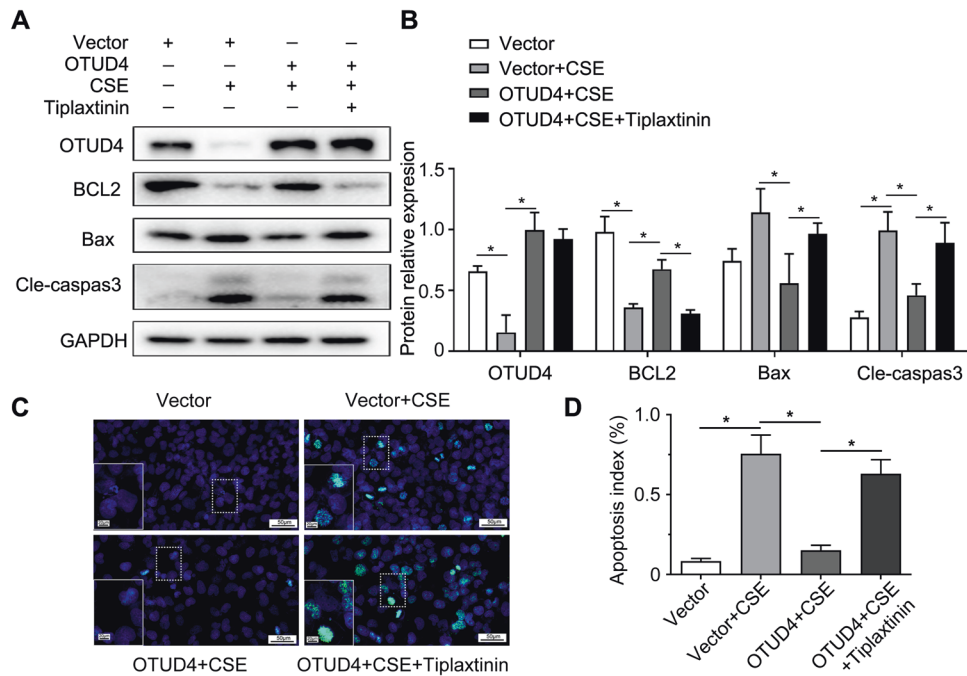 A
Vector + + – –
OTUD4 – – + +
CSE – + + +
Tiplaxtinin – – – +
OTUD4
BCL2
Bax
Cle-caspas3
GAPDH
B
Vector
Vector+CSE
OTUD4+CSE
OTUD4+CSE+Tiplaxtinin
Protein relative expresion
1.5
1.0
0.5
0
* * * * * * * * * * 
OTUD4 BCL2 Bax Cle-caspas3
C
Vector Vector+CSE
50μm 50μm
50μm 50μm
OTUD4+CSE OTUD4+CSE+Tiplaxtinin
D
Apoptosis index (%)
1.0
0.5
0
* * *
Vector
Vector+CSE
OTUD4+CSE
OTUD4+CSE
+Tiplaxtinin